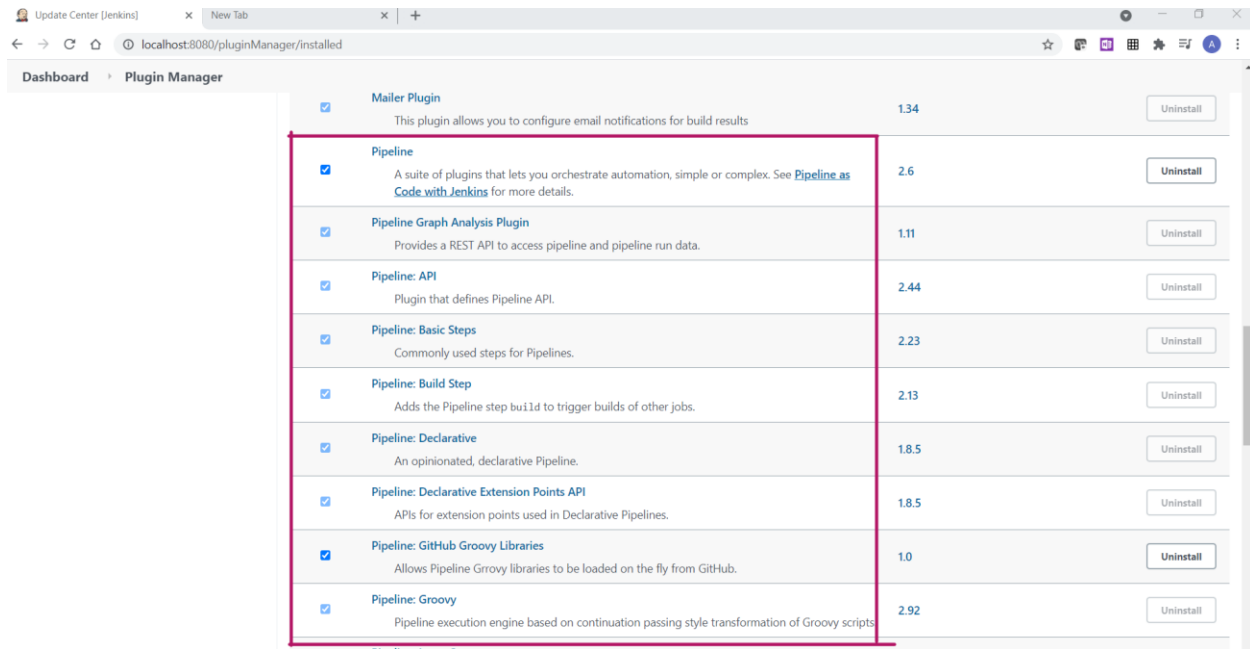 Update Center [Jenkins]
New Tab
localhost:8080/pluginManager/installed
A
Dashboard
Plugin Manager
Mailer Plugin
1.34
Uninstall
This plugin allows you to configure email notifications for build results
Pipeline
A suite of plugins that lets you orchestrate automation, simple or complex. See Pipeline as
2.6
Uninstall
Code with Jenkins for more details.
Pipeline Graph Analysis Plugin
1.11
Uninstall
Provides a REST API to access pipeline and pipeline run data.
Pipeline: API
2.44
Uninstall
Plugin that defines Pipeline API.
Pipeline: Basic Steps
2.23
Uninstall
Commonly used steps for Pipelines.
Pipeline: Build Step
2.13
Uninstall
Adds the Pipeline step build to trigger builds of other jobs.
Pipeline: Declarative
1.8.5
Uninstall
An opinionated, declarative Pipeline.
Pipeline: Declarative Extension Points API
1.8.5
Uninstall
APIs for extension points used in Declarative Pipelines.
Pipeline: GitHub Groovy Libraries
1.0
Uninstall
Allows Pipeline Grrovy libraries to be loaded on the fly from GitHub.
Pipeline: Groovy
2.92
Uninstall
Pipeline execution engine based on continuation passing style transformation of Groovy scripts